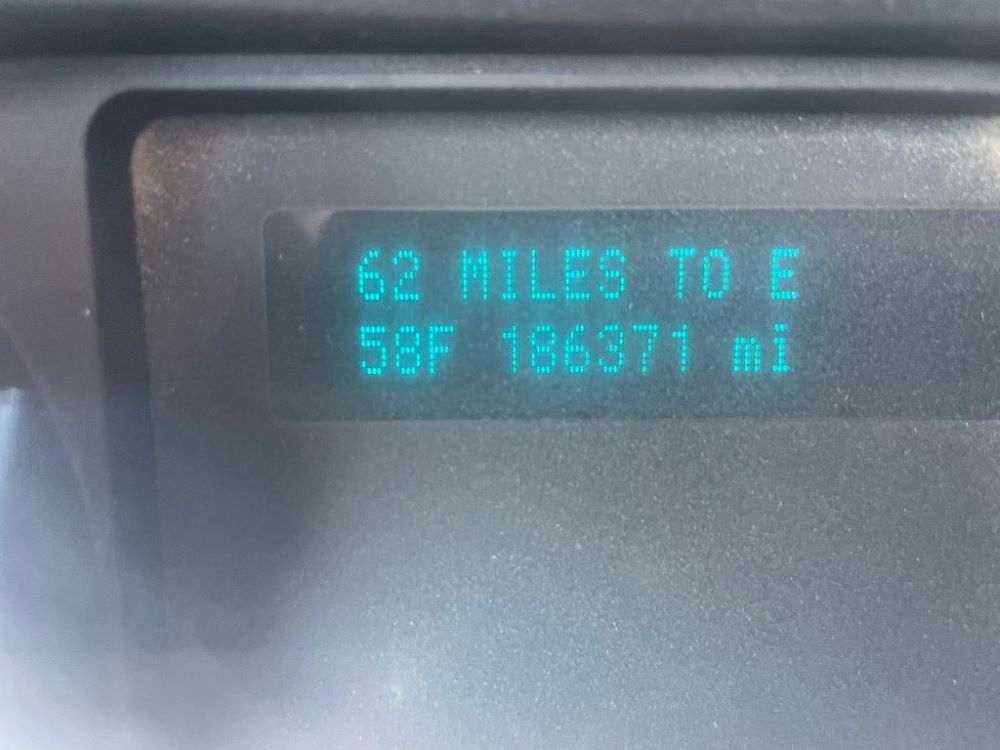 62 MILES TO E
58F 186371 mi